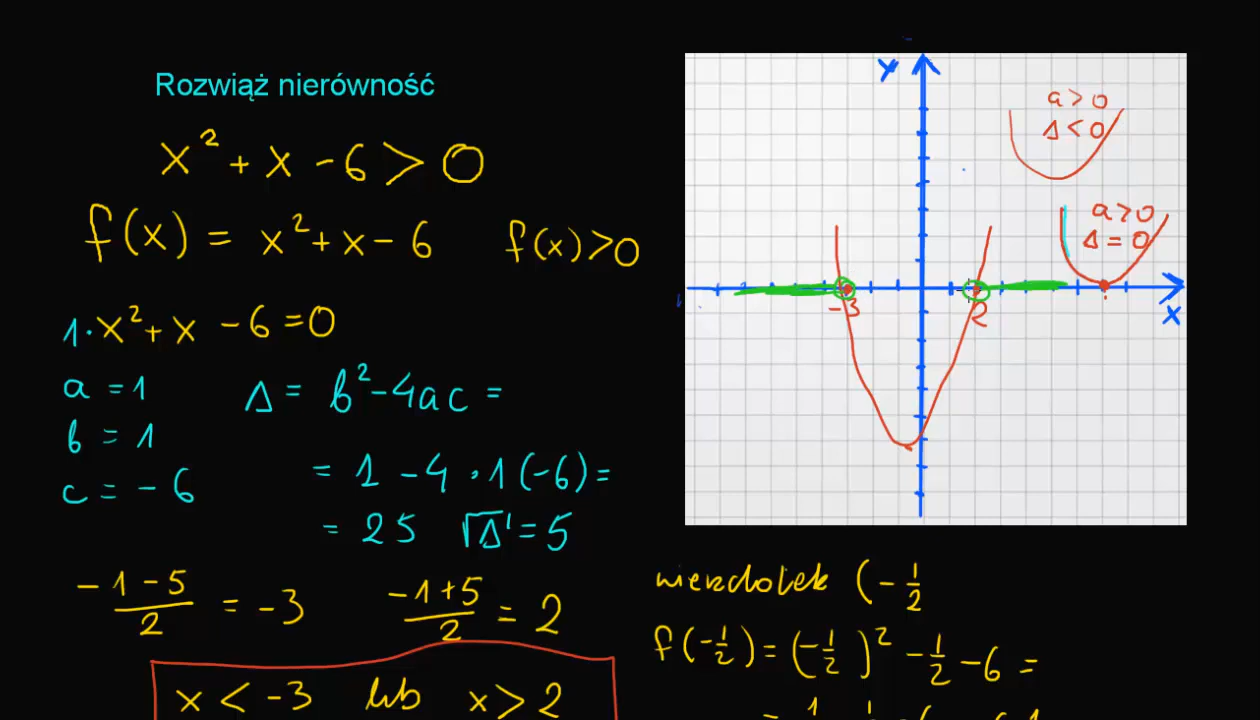 Rozwiąż nierówność
x² + x - 6 > 0
f(x) = x² + x - 6 f(x) > 0
1·x² + x - 6 = 0
a = 1 Δ = b² - 4ac =
b = 1
c = -6 = 1 - 4·1(-6) =
= 25 √Δ = 5
(-1-5)/2 = -3 (-1+5)/2 = 2
x < -3 lub x > 2
y
a > 0
Δ < 0
a > 0
Δ = 0
-3 2 x
wierzchołek (-1/2
f(-1/2) = (-1/2)² - 1/2 - 6 =